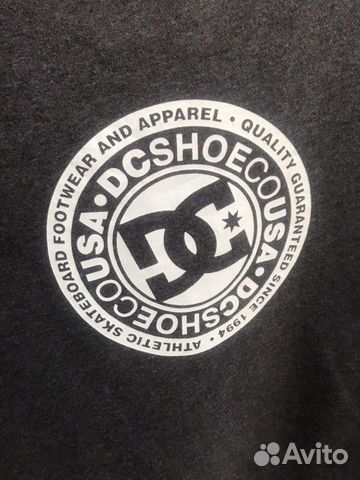 ATHLETIC SKATEBOARD FOOTWEAR AND APPAREL • QUALITY GUARANTEED SINCE 1994 •
DCSHOECOUSA • DCSHOECOUSA •
DC
Avito